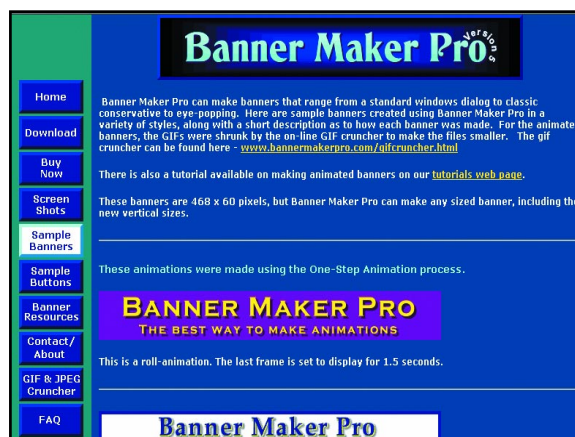 Banner Maker Pro
Version 5
Home
Download
Buy
Now
Screen
Shots
Sample
Banners
Sample
Buttons
Banner
Resources
Contact/
About
GIF & JPEG
Cruncher
FAQ
Banner Maker Pro can make banners that range from a standard windows dialog to classic
conservative to eye-popping. Here are sample banners created using Banner Maker Pro in a
variety of styles, along with a short description as to how each banner was made. For the animate
banners, the GIFs were shrunk by the on-line GIF cruncher to make the files smaller. The gif
cruncher can be found here - www.bannermakerpro.com/gifcruncher.html
There is also a tutorial available on making animated banners on our tutorials web page.
These banners are 468 x 60 pixels, but Banner Maker Pro can make any sized banner, including the
new vertical sizes.
These animations were made using the One-Step Animation process.
BANNER MAKER PRO
THE BEST WAY TO MAKE ANIMATIONS
This is a roll-animation. The last frame is set to display for 1.5 seconds.
Banner Maker Pro